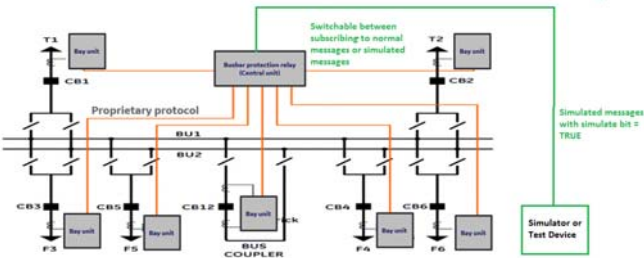 Switchable between
subscribing to normal
messages or simulated
messages
T1
Bay unit
Busbar protection relay
(Central unit)
T2
Bay unit
CB1
CB2
Proprietary protocol
Simulated messages
with simulate bit =
TRUE
BU1
BU2
CB3
CB5
CB12
CB4
CB6
Bay unit
Bay unit
Bay unit
ick
Bay unit
Bay unit
F3
F5
BUS
COUPLER
F4
F6
Simulator or
Test Device